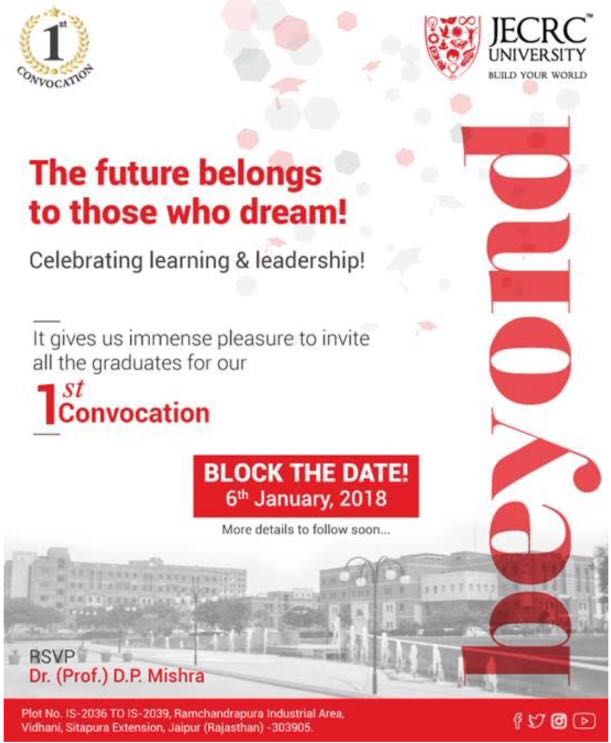 1st
CONVOCATION
JECRC™
UNIVERSITY
BUILD YOUR WORLD
The future belongs
to those who dream!
Celebrating learning & leadership!
It gives us immense pleasure to invite
all the graduates for our
1st
Convocation
BLOCK THE DATE!
6th January, 2018
More details to follow soon...
beyond
RSVP
Dr. (Prof.) D.P. Mishra
Plot No. IS-2036 TO IS-2039, Ramchandrapura Industrial Area,
Vidhani, Sitapura Extension, Jaipur (Rajasthan) -303905.